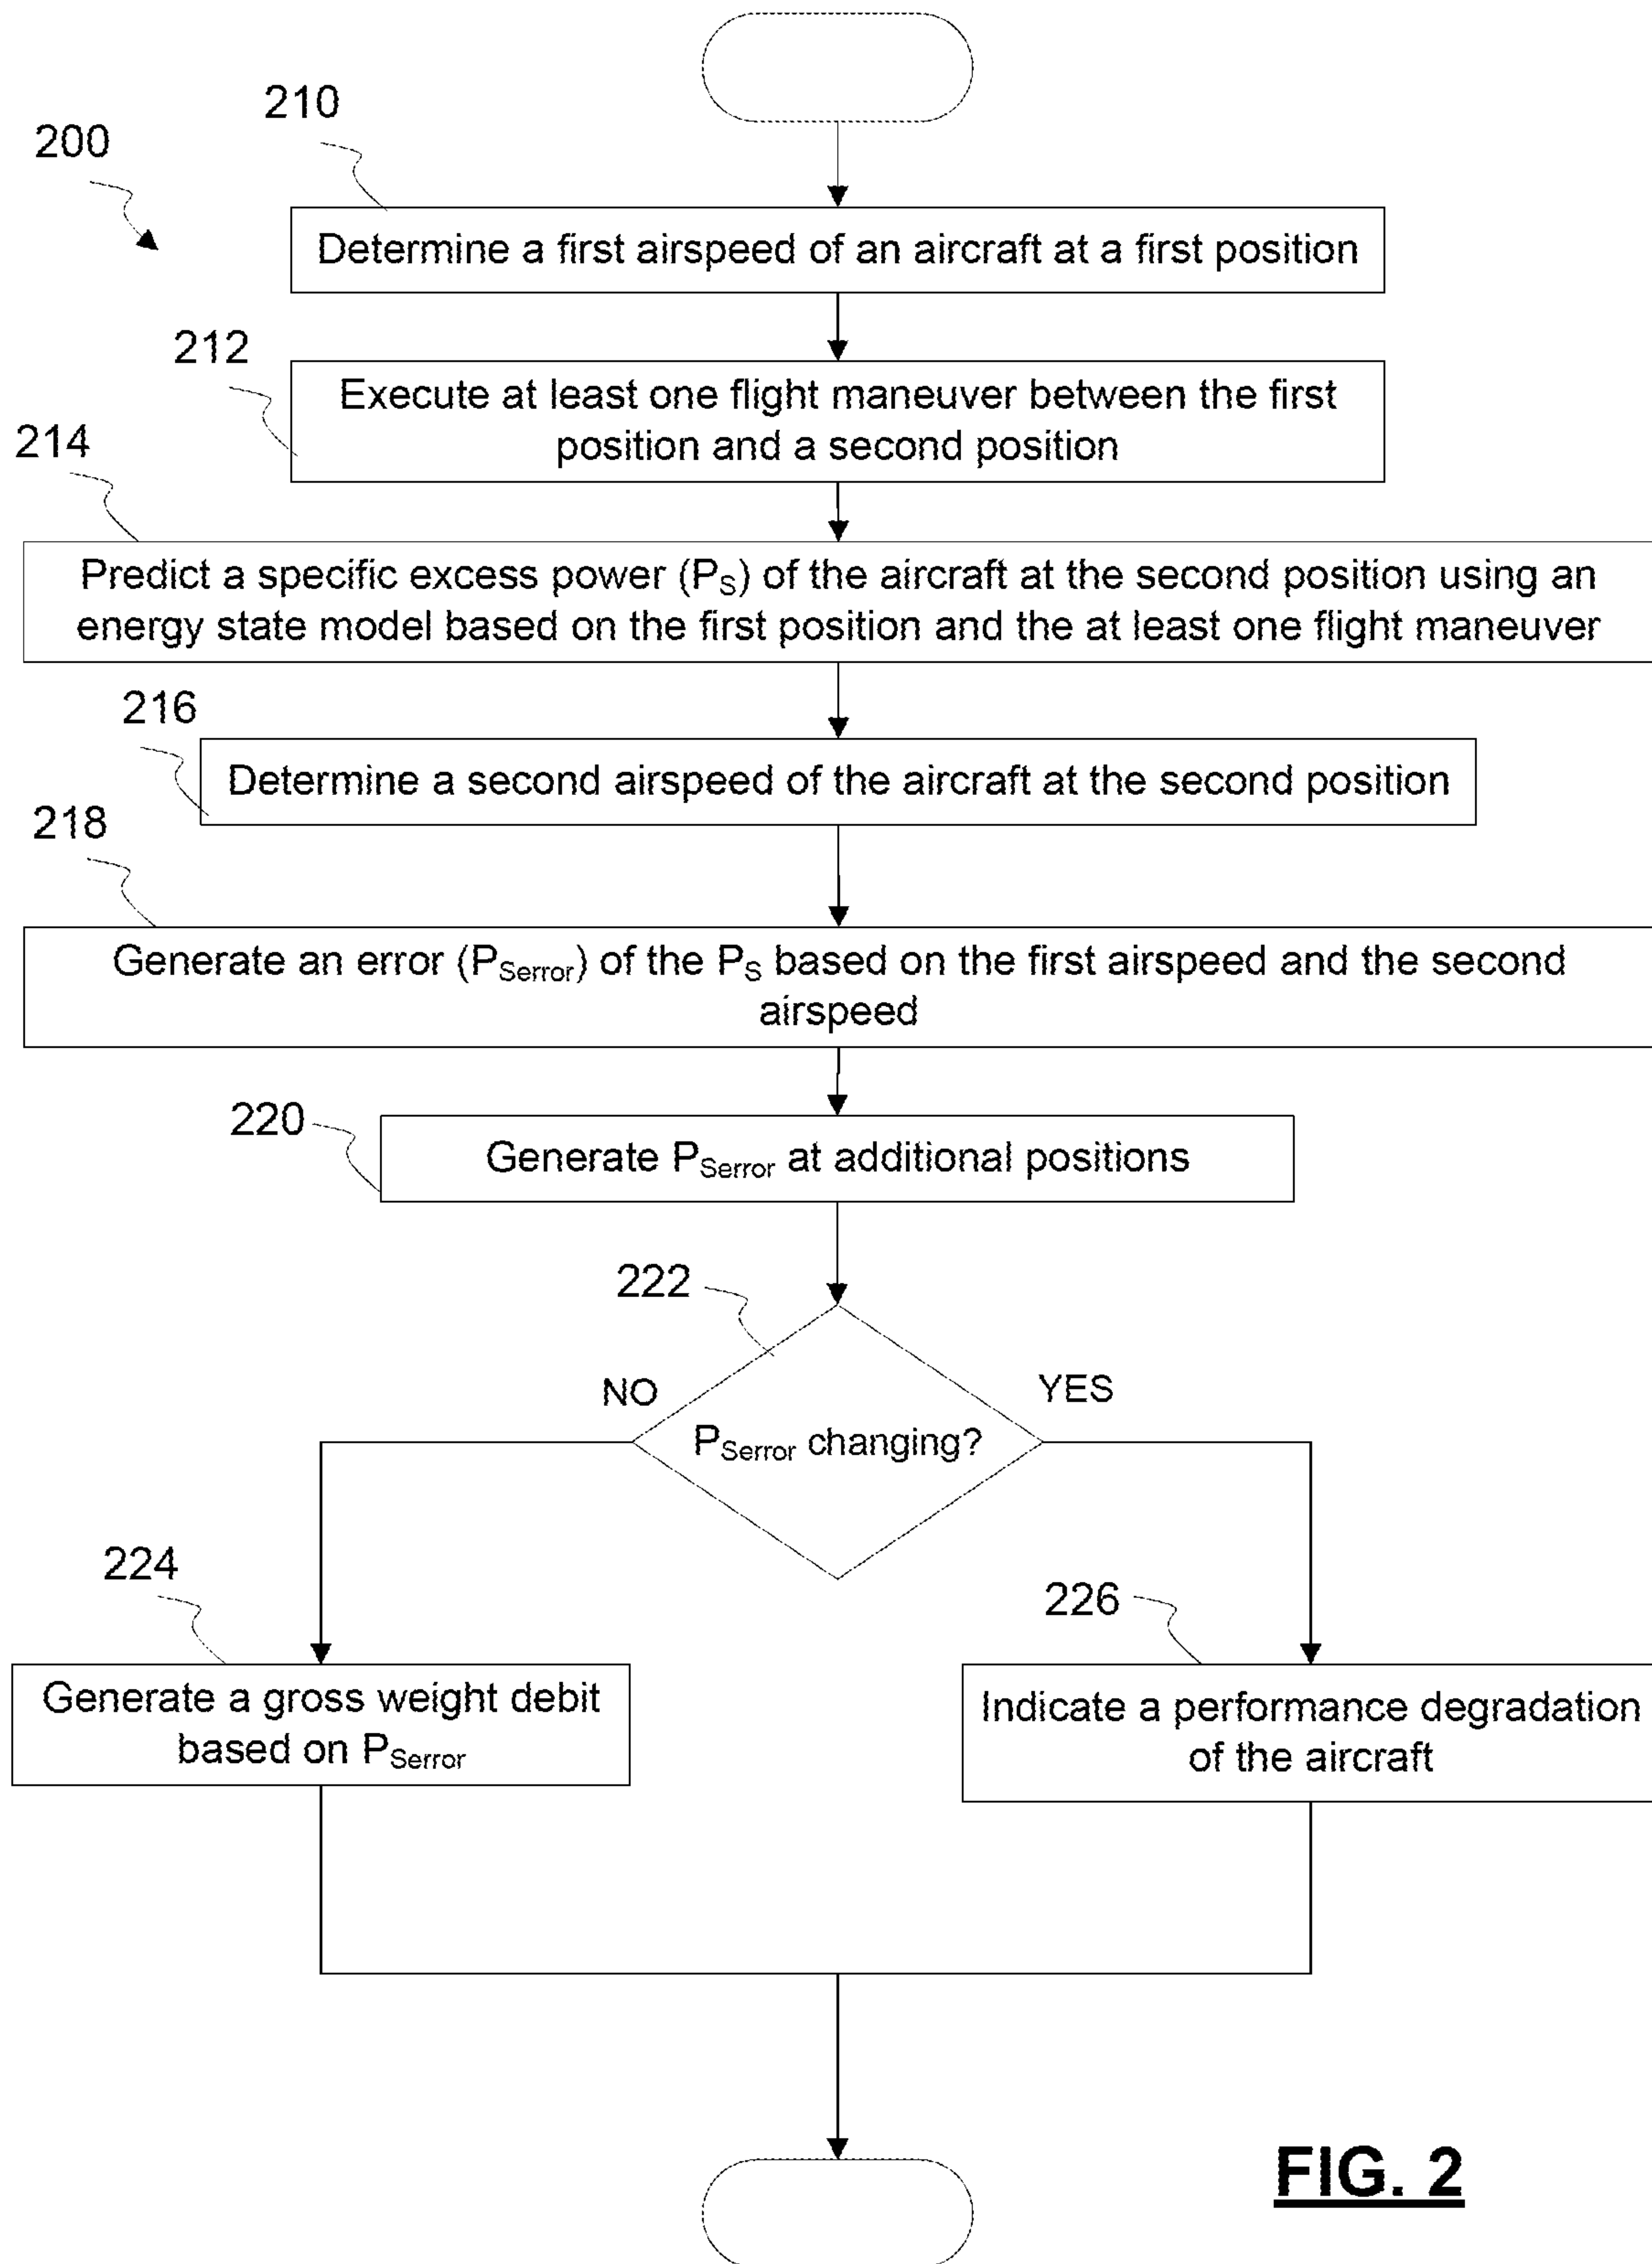 200
210
Determine a first airspeed of an aircraft at a first position
212
Execute at least one flight maneuver between the first
position and a second position
214
Predict a specific excess power (PS) of the aircraft at the second position using an
energy state model based on the first position and the at least one flight maneuver
216
Determine a second airspeed of the aircraft at the second position
218
Generate an error (PSerror) of the PS based on the first airspeed and the second
airspeed
220
Generate PSerror at additional positions
222
NO
YES
PSerror changing?
224
Generate a gross weight debit
based on PSerror
226
Indicate a performance degradation
of the aircraft
FIG. 2